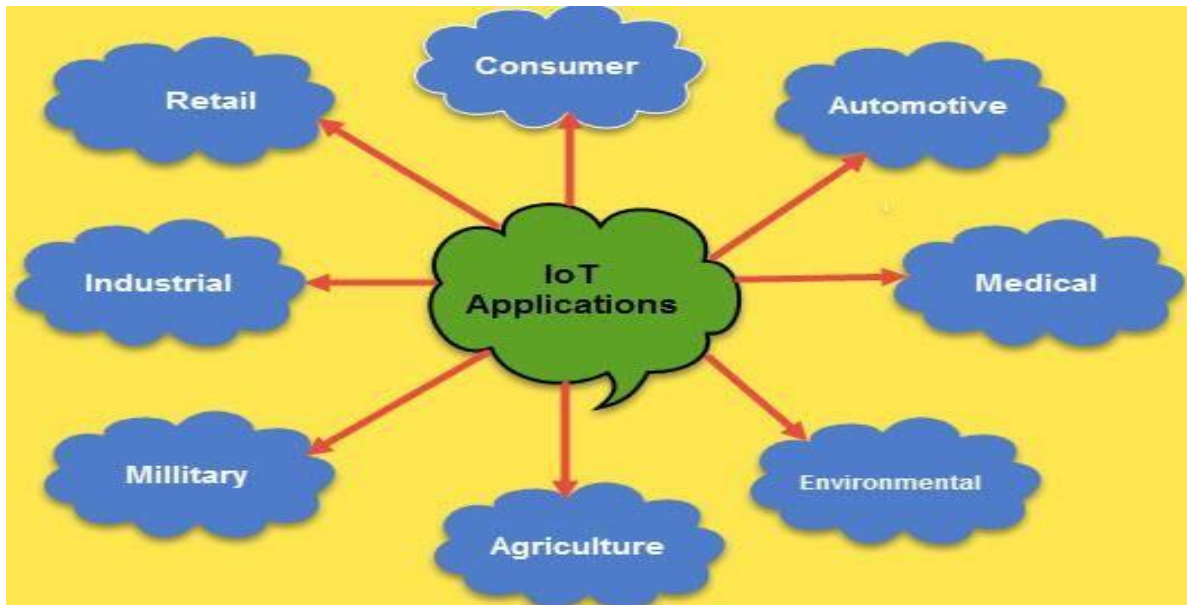 Consumer
Retail
Automotive
IoT
Applications
Industrial
Medical
Millitary
Environmental
Agriculture